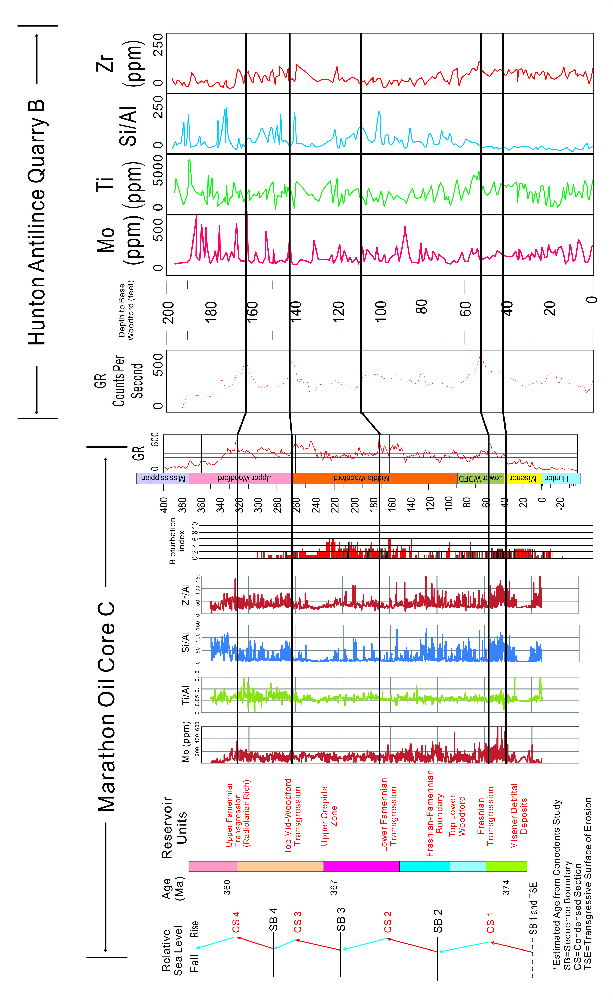 Marathon Oil Core C
Hunton Antilince Quarry B
Relative
Sea Level
Fall
Rise
CS 4
SB 4
CS 3
SB 3
CS 2
SB 2
CS 1
SB 1 and TSE
Age
(Ma)
360
367
374
Reservoir
Units
Upper Famennian
Transgression
(Radiolarian Rich)
Top Mid-Woodford
Transgression
Upper Crepida
Zone
Lower Famennian
Transgression
Frasnian-Famennian
Boundary
Top Lower
Woodford
Frasnian
Transgression
Misener Detrital
Deposits
*Estimated Age from Conodonts Study
SB=Sequence Boundary
CS=Condensed Section
TSE=Transgressive Surface of Erosion
Mo (ppm)
200 400 600
Ti/Al
0 0.05 0.1 0.15
Si/Al
0 50 100 150
Zr/Al
0 50 100 150
Bioturbation
index
0 2 4 6 8 10
400
380
360
340
320
300
280
260
240
220
200
180
160
140
120
100
80
60
40
20
0
-20
Mississippian
Upper Woodford
Middle Woodford
Lower WDFD
Misener
Hunton
GR
0 600
GR
Counts Per
Second
0 500
Depth to Base
Woodford (feet)
200
180
160
140
120
100
80
60
40
20
0
Mo
(ppm)
0 500
Ti
(ppm)
0 5000
Si/Al
0 250
Zr
(ppm)
0 250